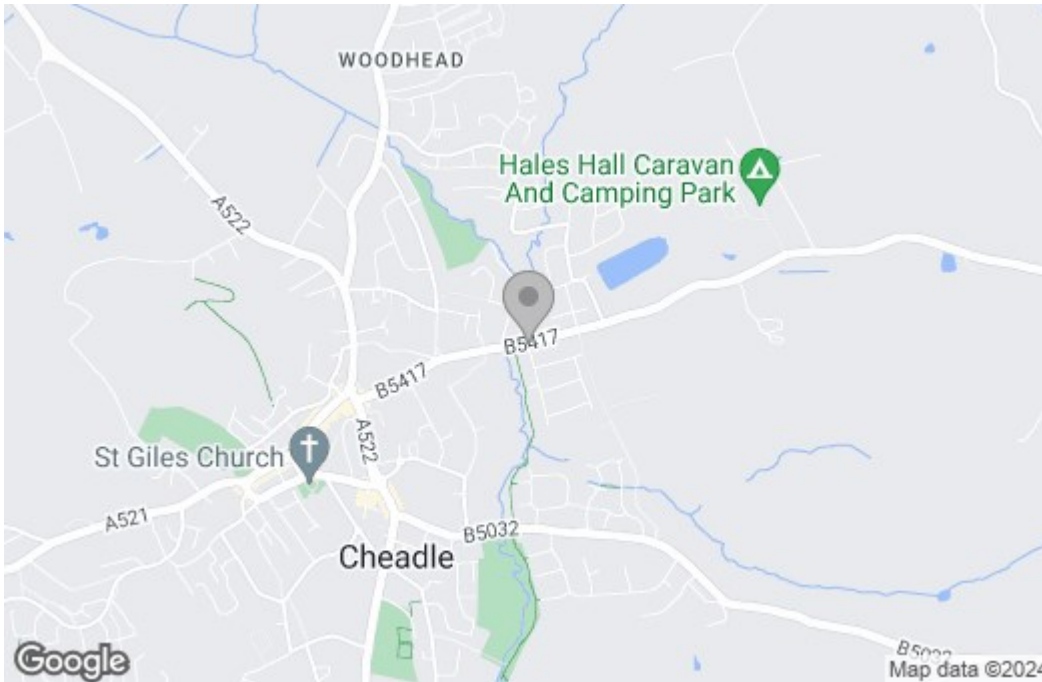 WOODHEAD
Hales Hall Caravan
And Camping Park
A522
B5417
B5417
A522
St Giles Church
A521
B5032
Cheadle
B5032
Google
Map data ©2024